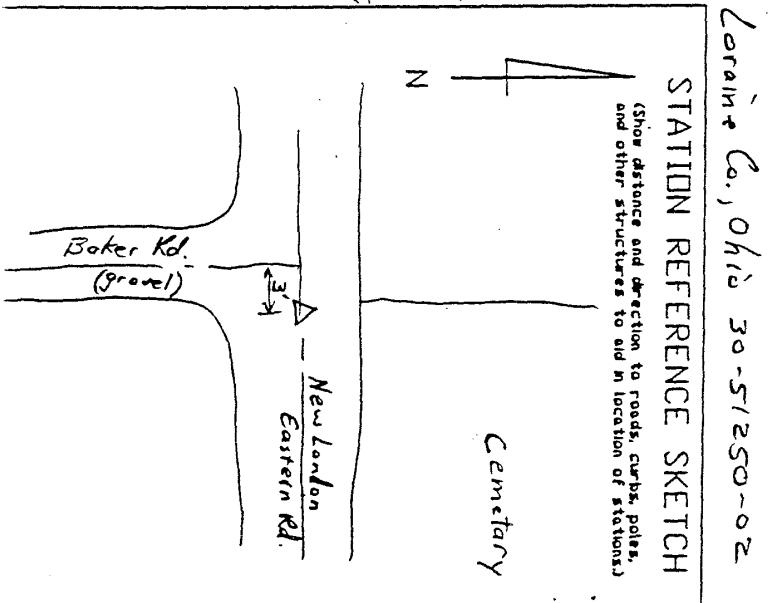 Loraine Co., Ohio 30-51250-02
STATION REFERENCE SKETCH
(Show distance and direction to roads, curbs, poles,
and other structures to aid in location of stations.)
N
Cemetary
New London
Eastern Rd.
3'
Baker Rd.
(gravel)